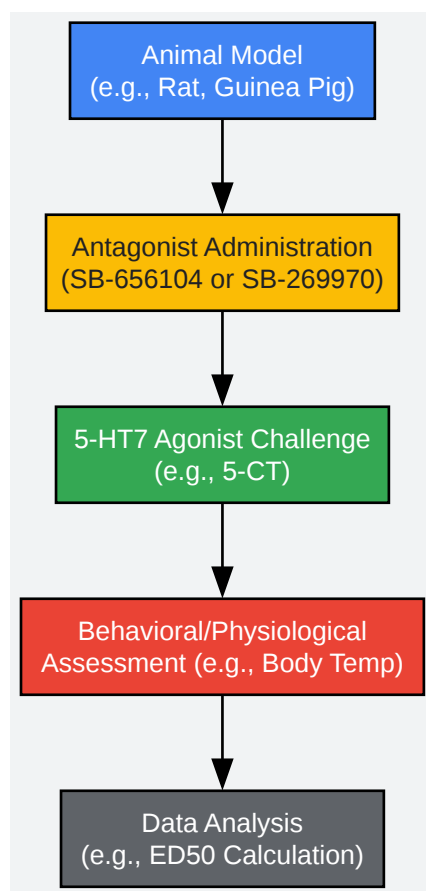 Animal Model
(e.g., Rat, Guinea Pig)
Antagonist Administration
(SB-656104 or SB-269970)
5-HT7 Agonist Challenge
(e.g., 5-CT)
Behavioral/Physiological
Assessment (e.g., Body Temp)
Data Analysis
(e.g., ED50 Calculation)